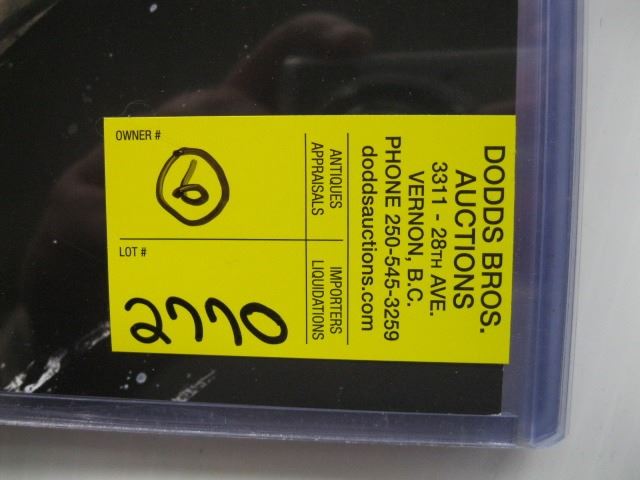 DODDS BROS.
AUCTIONS
3311 - 28TH AVE.
VERNON, B.C.
PHONE 250-545-3259
doddsauctions.com
ANTIQUES IMPORTERS
APPRAISALS LIQUIDATIONS
OWNER #
6
LOT #
2770